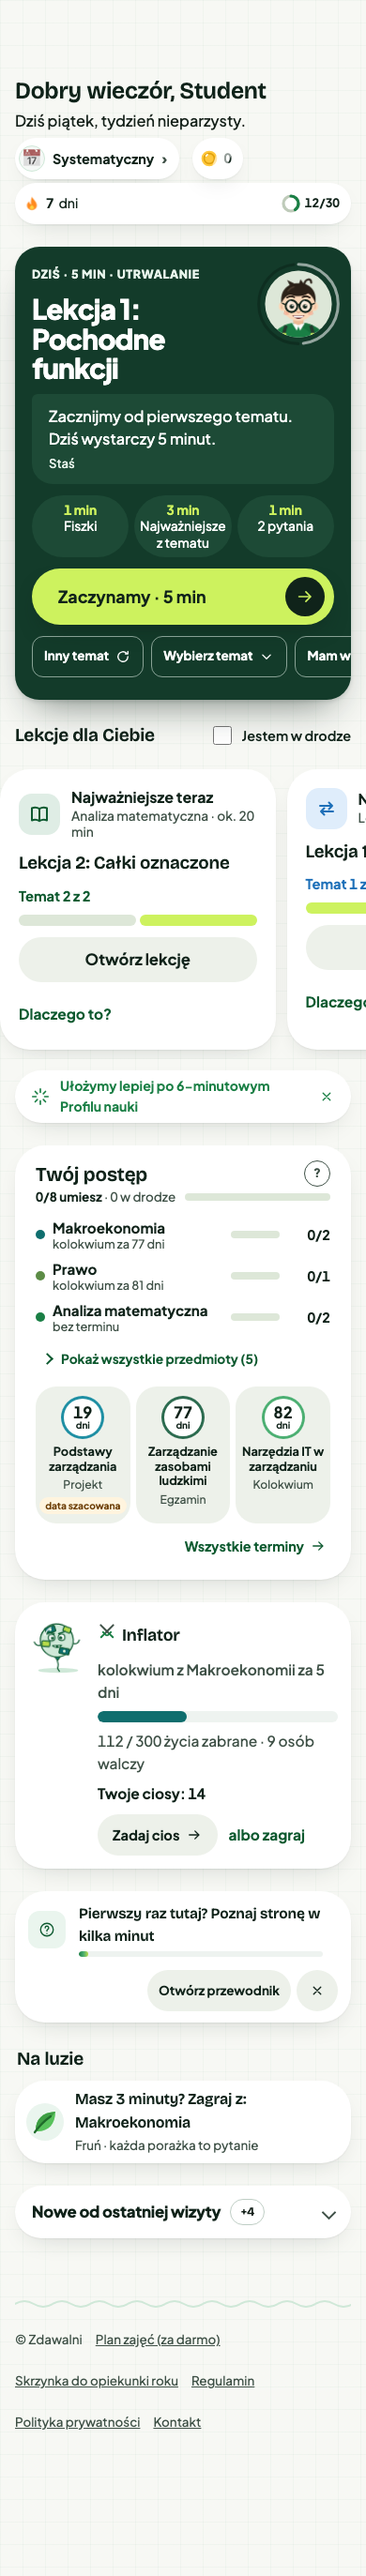 Dobry wieczór, Student
Dziś piątek, tydzień nieparzysty.
17 Systematyczny › 0
7 dni 12/30
DZIŚ · 5 MIN · UTRWALANIE
Lekcja 1:
Pochodne
funkcji
Zacznijmy od pierwszego tematu.
Dziś wystarczy 5 minut.
Staś
1 min 3 min 1 min
Fiszki Najważniejsze 2 pytania
z tematu
Zaczynamy · 5 min
Inny temat Wybierz temat Mam w
Lekcje dla Ciebie Jestem w drodze
Najważniejsze teraz
Analiza matematyczna · ok. 20
min
Lekcja 2: Całki oznaczone
Temat 2 z 2
Otwórz lekcję
Dlaczego to?
N
Le
Lekcja 1
Temat 1 z
Dlaczego
Ułożymy lepiej po 6-minutowym
Profilu nauki
Twój postęp ?
0/8 umiesz · 0 w drodze
Makroekonomia 0/2
kolokwium za 77 dni
Prawo 0/1
kolokwium za 81 dni
Analiza matematyczna 0/2
bez terminu
Pokaż wszystkie przedmioty (5)
19 dni
Podstawy
zarządzania
Projekt
data szacowana
77 dni
Zarządzanie
zasobami
ludzkimi
Egzamin
82 dni
Narzędzia IT w
zarządzaniu
Kolokwium
Wszystkie terminy →
Inflator
kolokwium z Makroekonomii za 5
dni
112 / 300 życia zabrane · 9 osób
walczy
Twoje ciosy: 14
Zadaj cios → albo zagraj
Pierwszy raz tutaj? Poznaj stronę w
kilka minut
Otwórz przewodnik ×
Na luzie
Masz 3 minuty? Zagraj z:
Makroekonomia
Fruń · każda porażka to pytanie
Nowe od ostatniej wizyty +4
© Zdawalni Plan zajęć (za darmo)
Skrzynka do opiekunki roku Regulamin
Polityka prywatności Kontakt